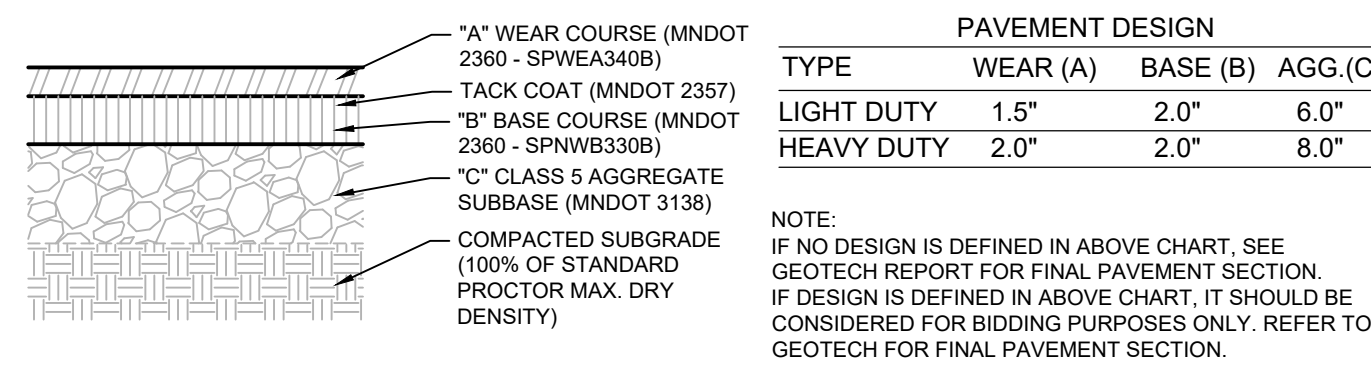 "A" WEAR COURSE (MNDOT
2360 - SPWEA340B)
TACK COAT (MNDOT 2357)
"B" BASE COURSE (MNDOT
2360 - SPNWB330B)
"C" CLASS 5 AGGREGATE
SUBBASE (MNDOT 3138)
COMPACTED SUBGRADE
(100% OF STANDARD
PROCTOR MAX. DRY
DENSITY)
PAVEMENT DESIGN
TYPE WEAR (A) BASE (B) AGG.(C
LIGHT DUTY 1.5" 2.0" 6.0"
HEAVY DUTY 2.0" 2.0" 8.0"
NOTE:
IF NO DESIGN IS DEFINED IN ABOVE CHART, SEE
GEOTECH REPORT FOR FINAL PAVEMENT SECTION.
IF DESIGN IS DEFINED IN ABOVE CHART, IT SHOULD BE
CONSIDERED FOR BIDDING PURPOSES ONLY. REFER TO
GEOTECH FOR FINAL PAVEMENT SECTION.